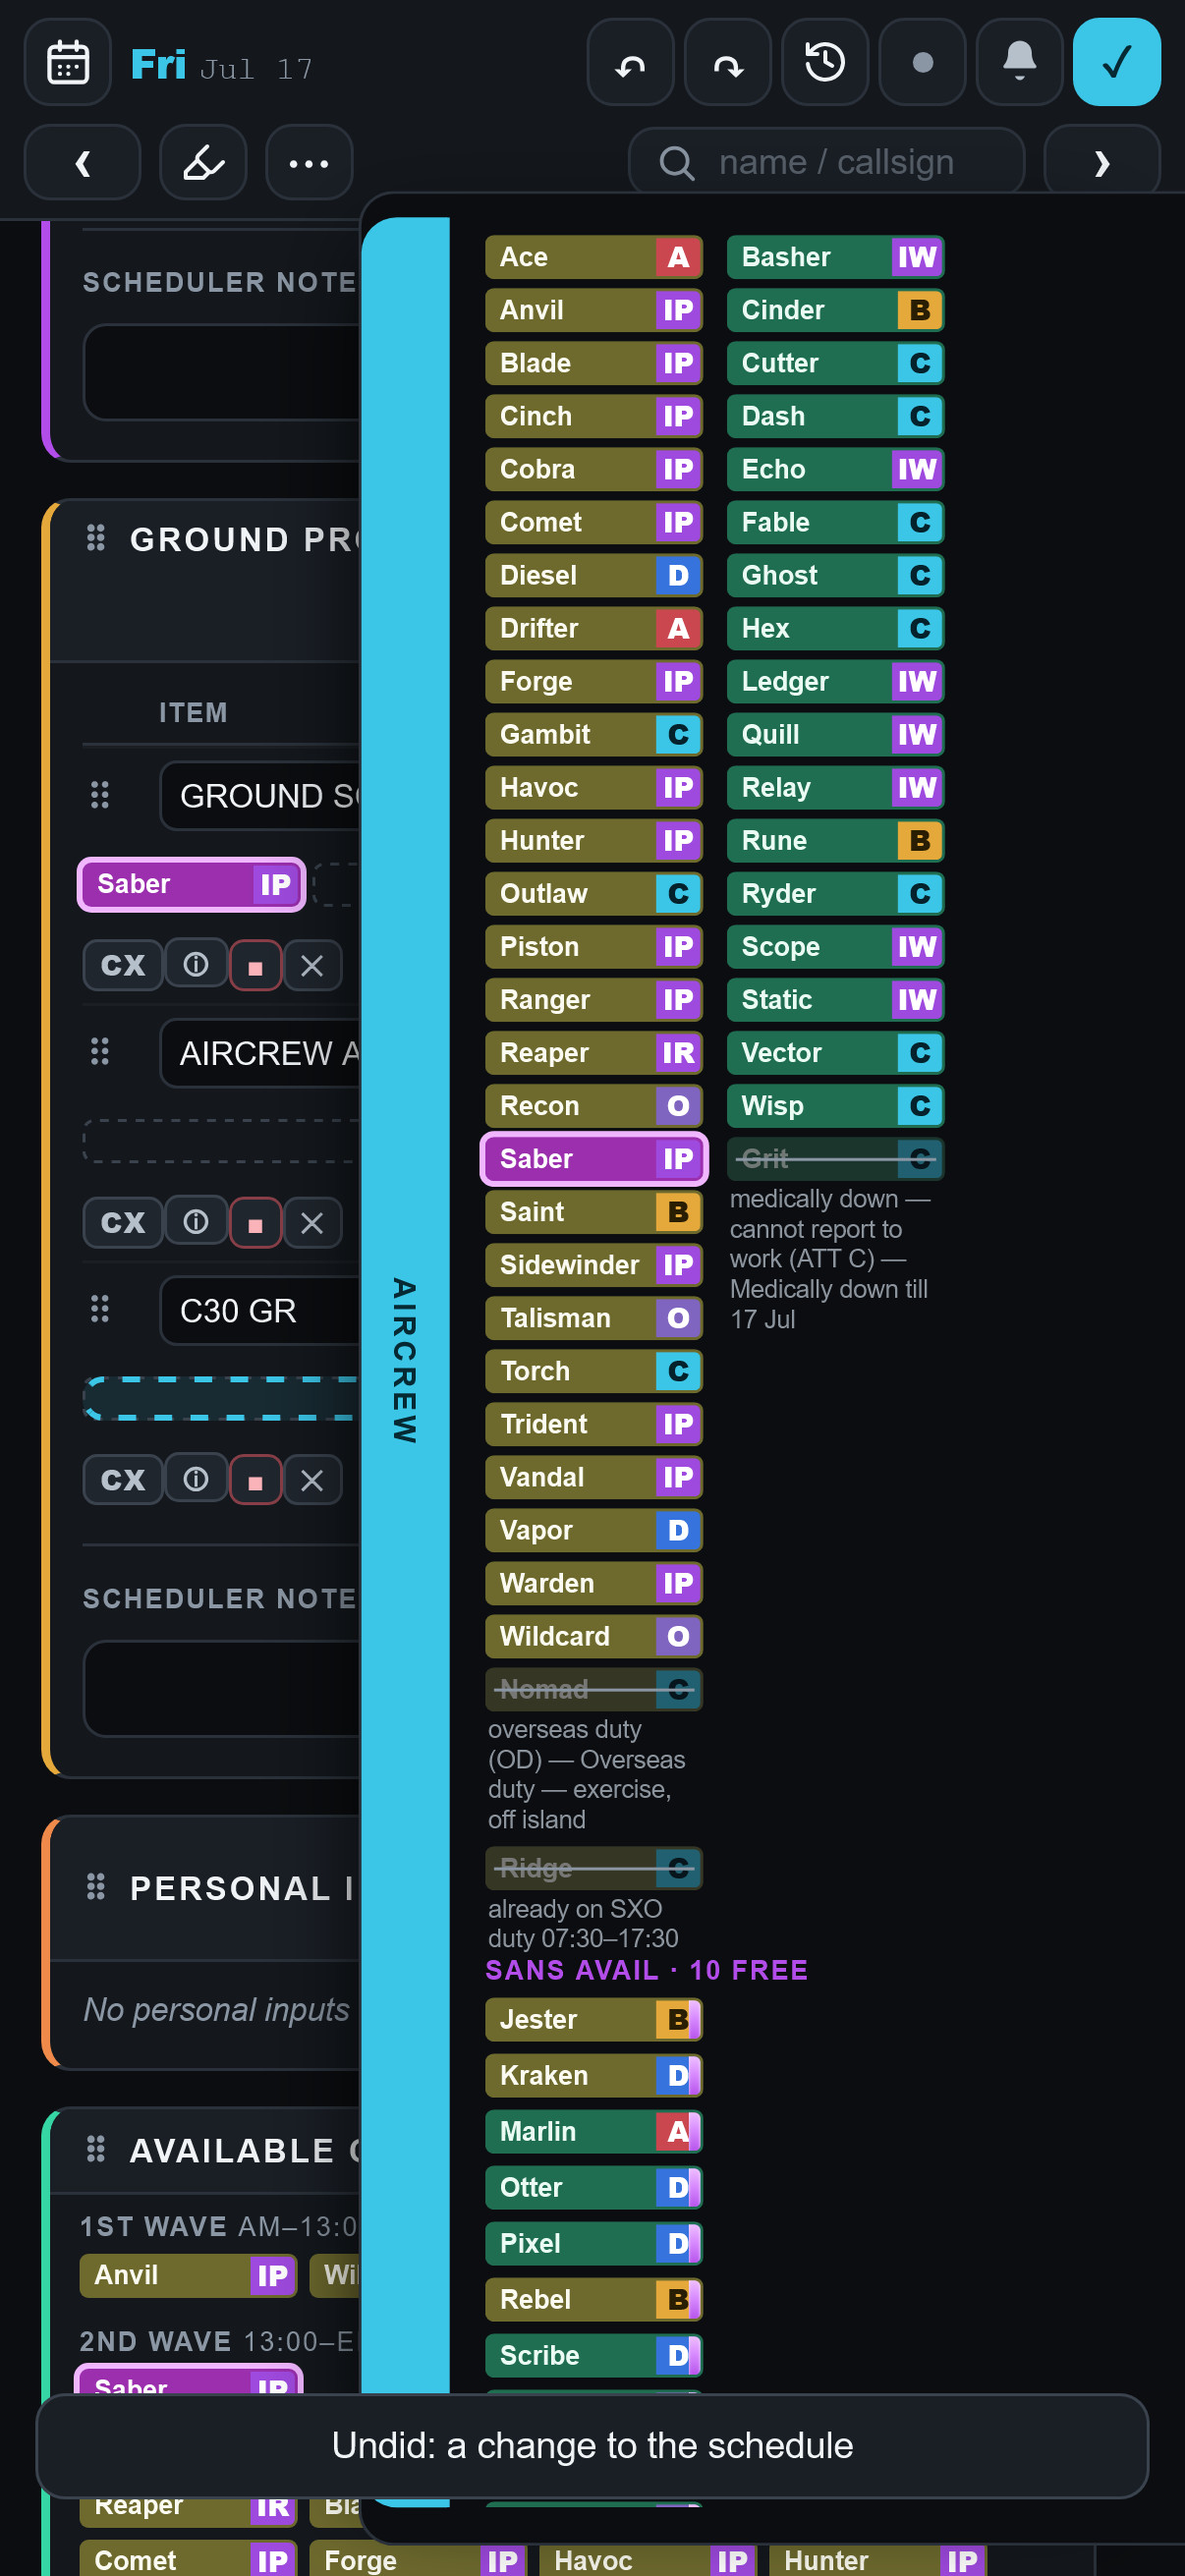 Fri Jul 17
name / callsign
SCHEDULER NOTE
GROUND PRO
ITEM
GROUND SC
Saber IP
CX
AIRCREW A
CX
C30 GR
CX
SCHEDULER NOTE
PERSONAL I
No personal inputs
AVAILABLE
1ST WAVE AM–13:0
Anvil IP Wil
2ND WAVE 13:00–E
Saber IP
Reaper IR Bla
Comet IP Forge IP Havoc IP Hunter IP
AIRCREW
Ace A
Anvil IP
Blade IP
Cinch IP
Cobra IP
Comet IP
Diesel D
Drifter A
Forge IP
Gambit C
Havoc IP
Hunter IP
Outlaw C
Piston IP
Ranger IP
Reaper IR
Recon O
Saber IP
Saint B
Sidewinder IP
Talisman O
Torch C
Trident IP
Vandal IP
Vapor D
Warden IP
Wildcard O
Nomad C
overseas duty
(OD) — Overseas
duty — exercise,
off island
Ridge C
already on SXO
duty 07:30–17:30
Basher IW
Cinder B
Cutter C
Dash C
Echo IW
Fable C
Ghost C
Hex C
Ledger IW
Quill IW
Relay IW
Rune B
Ryder C
Scope IW
Static IW
Vector C
Wisp C
Grit C
medically down —
cannot report to
work (ATT C) —
Medically down till
17 Jul
SANS AVAIL · 10 FREE
Jester B
Kraken D
Marlin A
Otter D
Pixel D
Rebel B
Scribe D
Undid: a change to the schedule